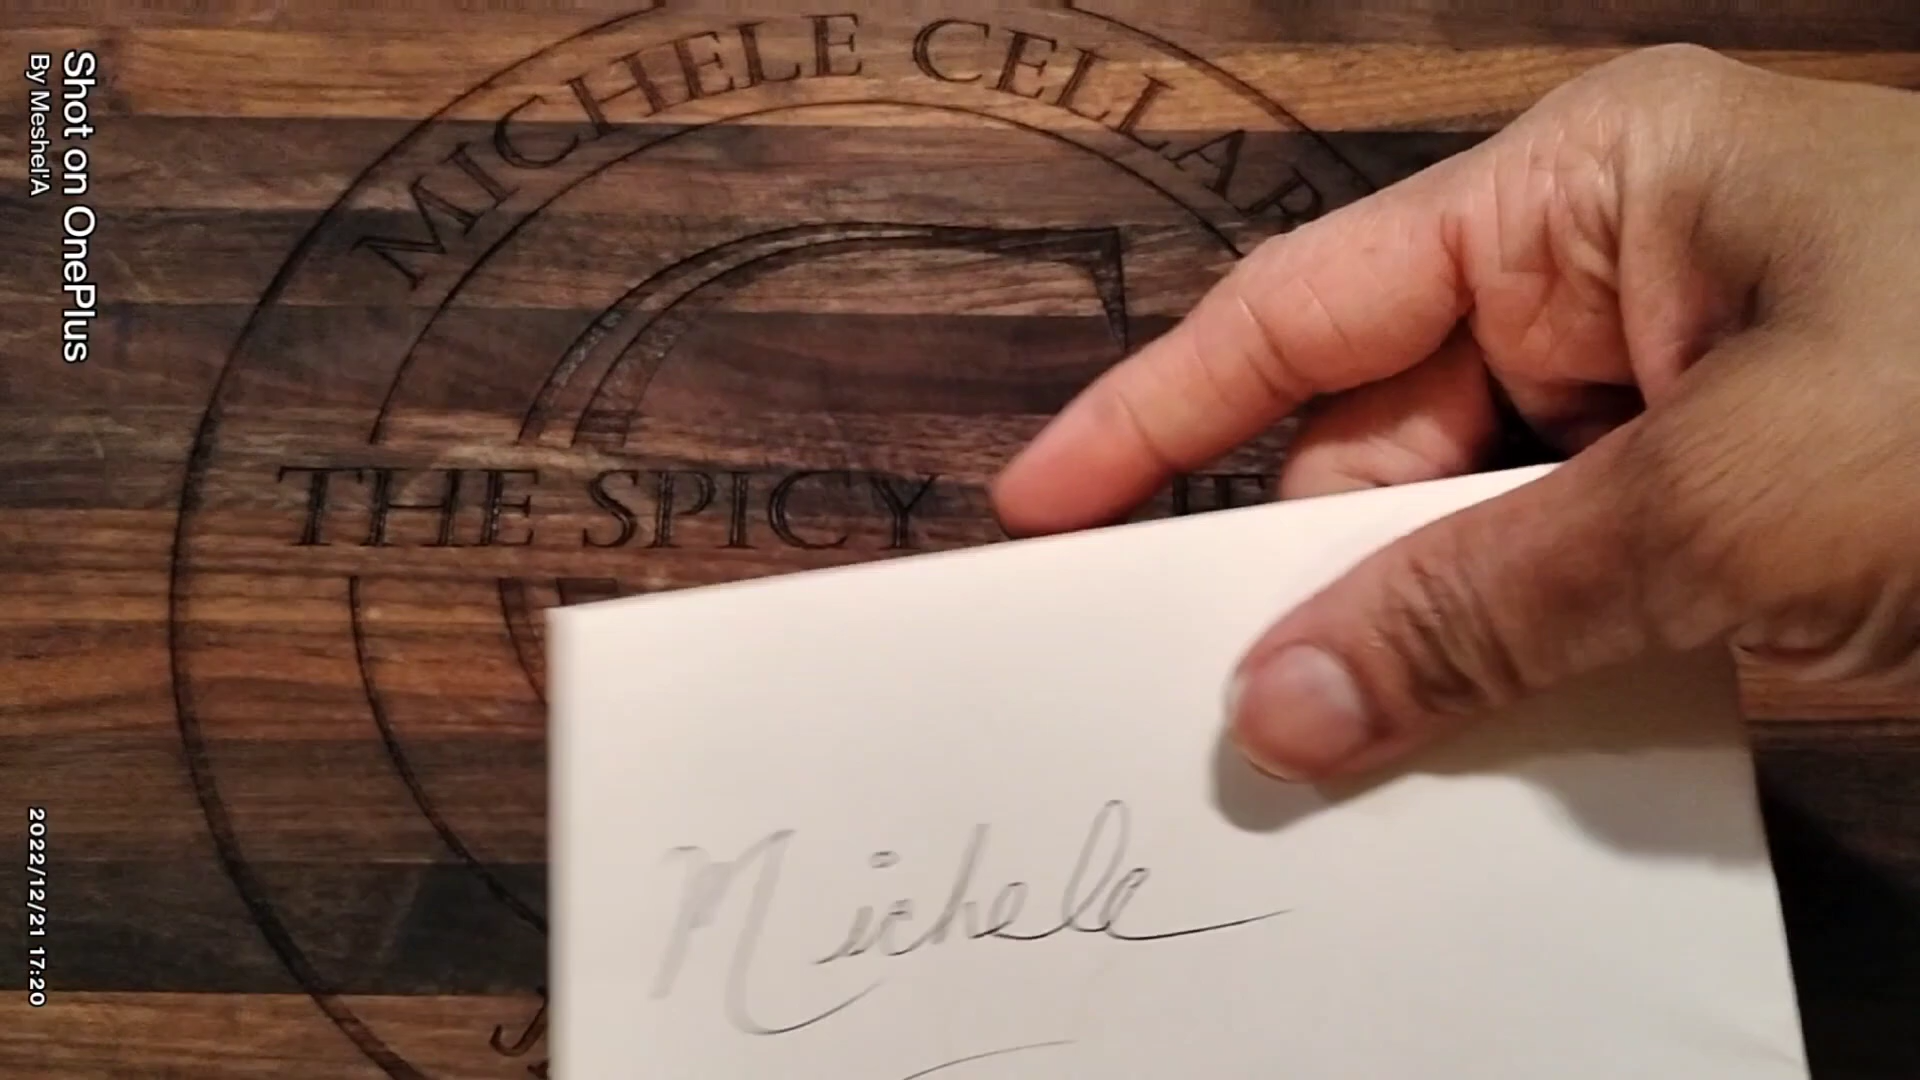 MICHELE CELLAR
THE SPICY
Michele
Shot on OnePlus
By Meshel'A
2022/12/21 17:20